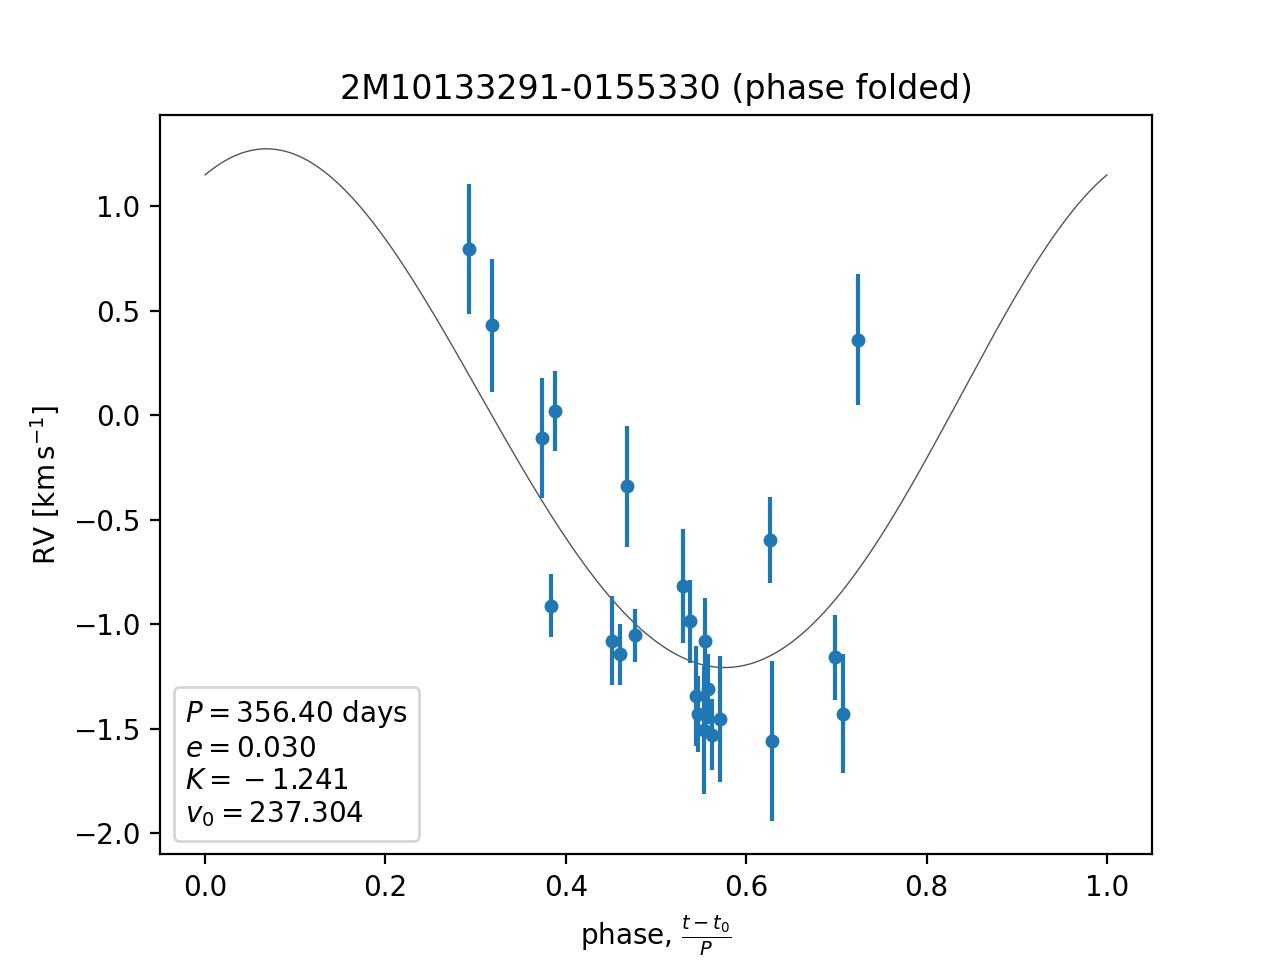 2M10133291-0155330 (phase folded)
RV [km s⁻¹]
1.0
0.5
0.0
−0.5
−1.0
−1.5
−2.0
P = 356.40 days
e = 0.030
K = −1.241
v₀ = 237.304
0.0 0.2 0.4 0.6 0.8 1.0
phase, (t − t₀)/P